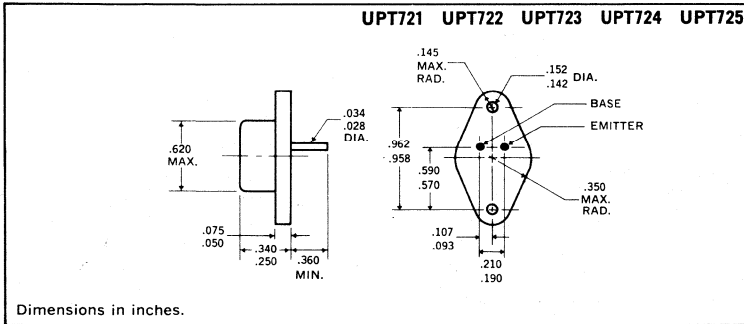 UPT721 UPT722 UPT723 UPT724 UPT725
.145
MAX.
RAD.
.152
.142 DIA.
BASE
EMITTER
.034
.028
DIA.
.620
MAX.
.962
.958
.590
.570
.350
MAX.
RAD.
.075
.050
.340
.250
.360
MIN.
.107
.093
.210
.190
Dimensions in inches.